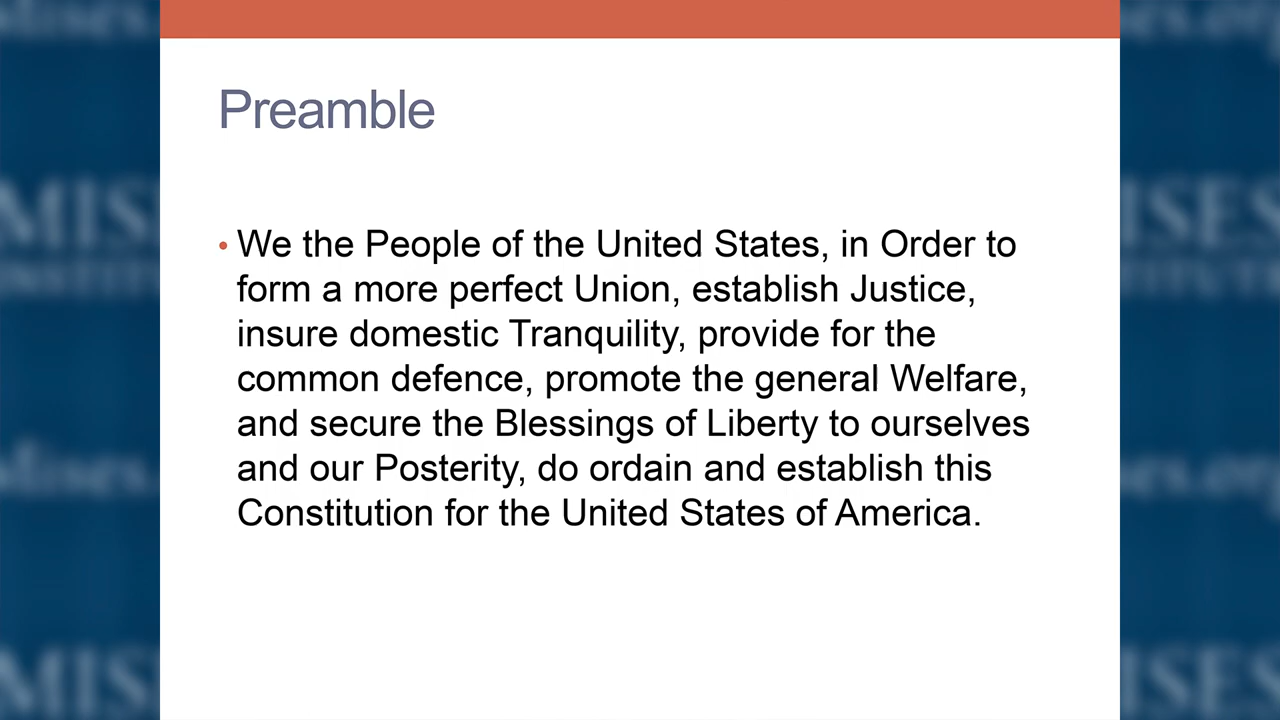 Preamble
• We the People of the United States, in Order to
form a more perfect Union, establish Justice,
insure domestic Tranquility, provide for the
common defence, promote the general Welfare,
and secure the Blessings of Liberty to ourselves
and our Posterity, do ordain and establish this
Constitution for the United States of America.